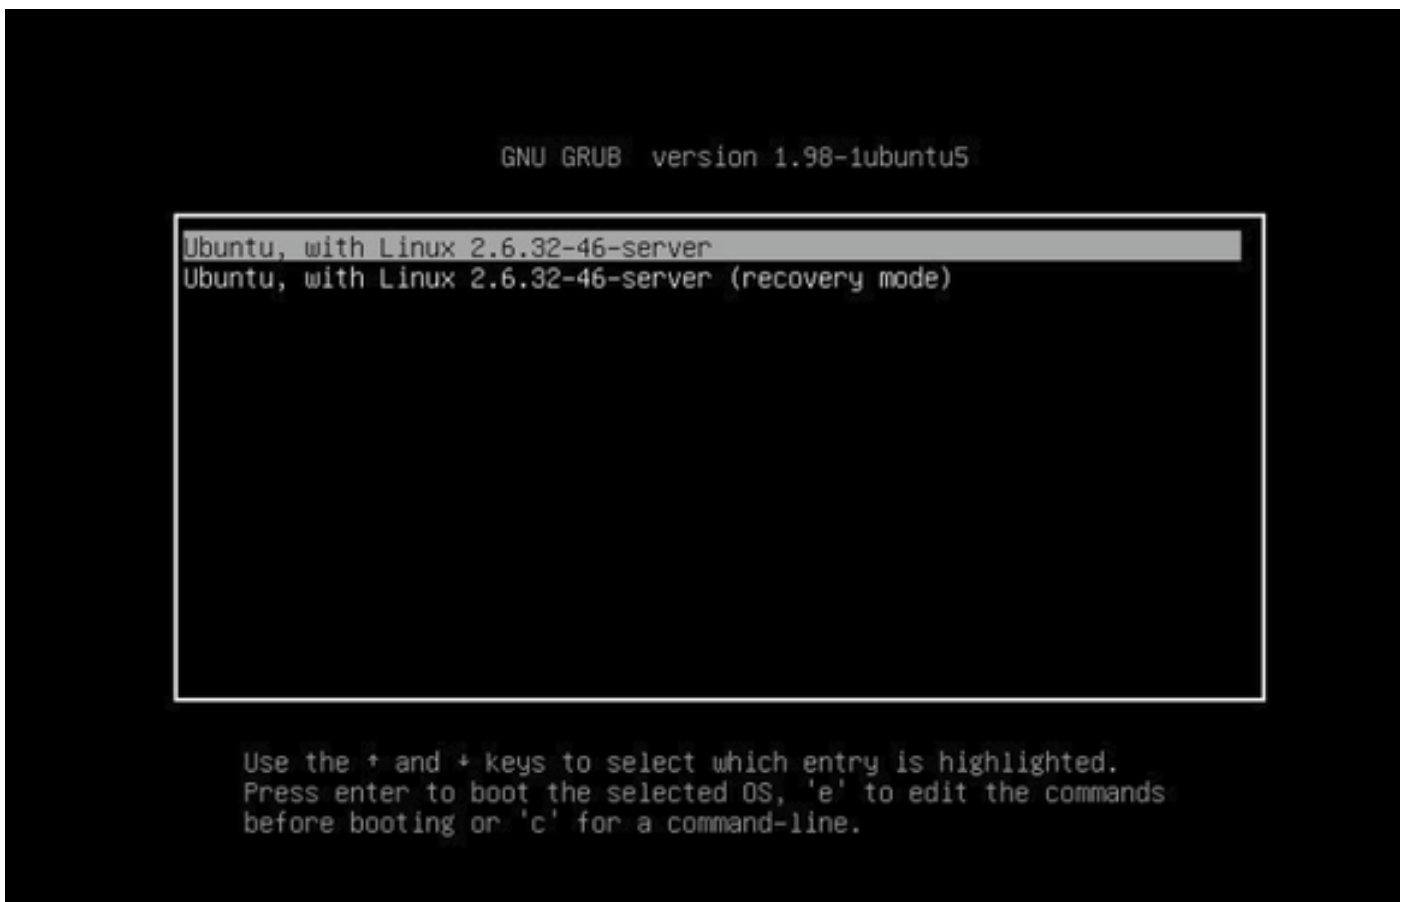 GNU GRUB  version 1.98-1ubuntu5
Ubuntu, with Linux 2.6.32-46-server
Ubuntu, with Linux 2.6.32-46-server (recovery mode)
Use the ↑ and ↓ keys to select which entry is highlighted.
Press enter to boot the selected OS, 'e' to edit the commands
before booting or 'c' for a command-line.